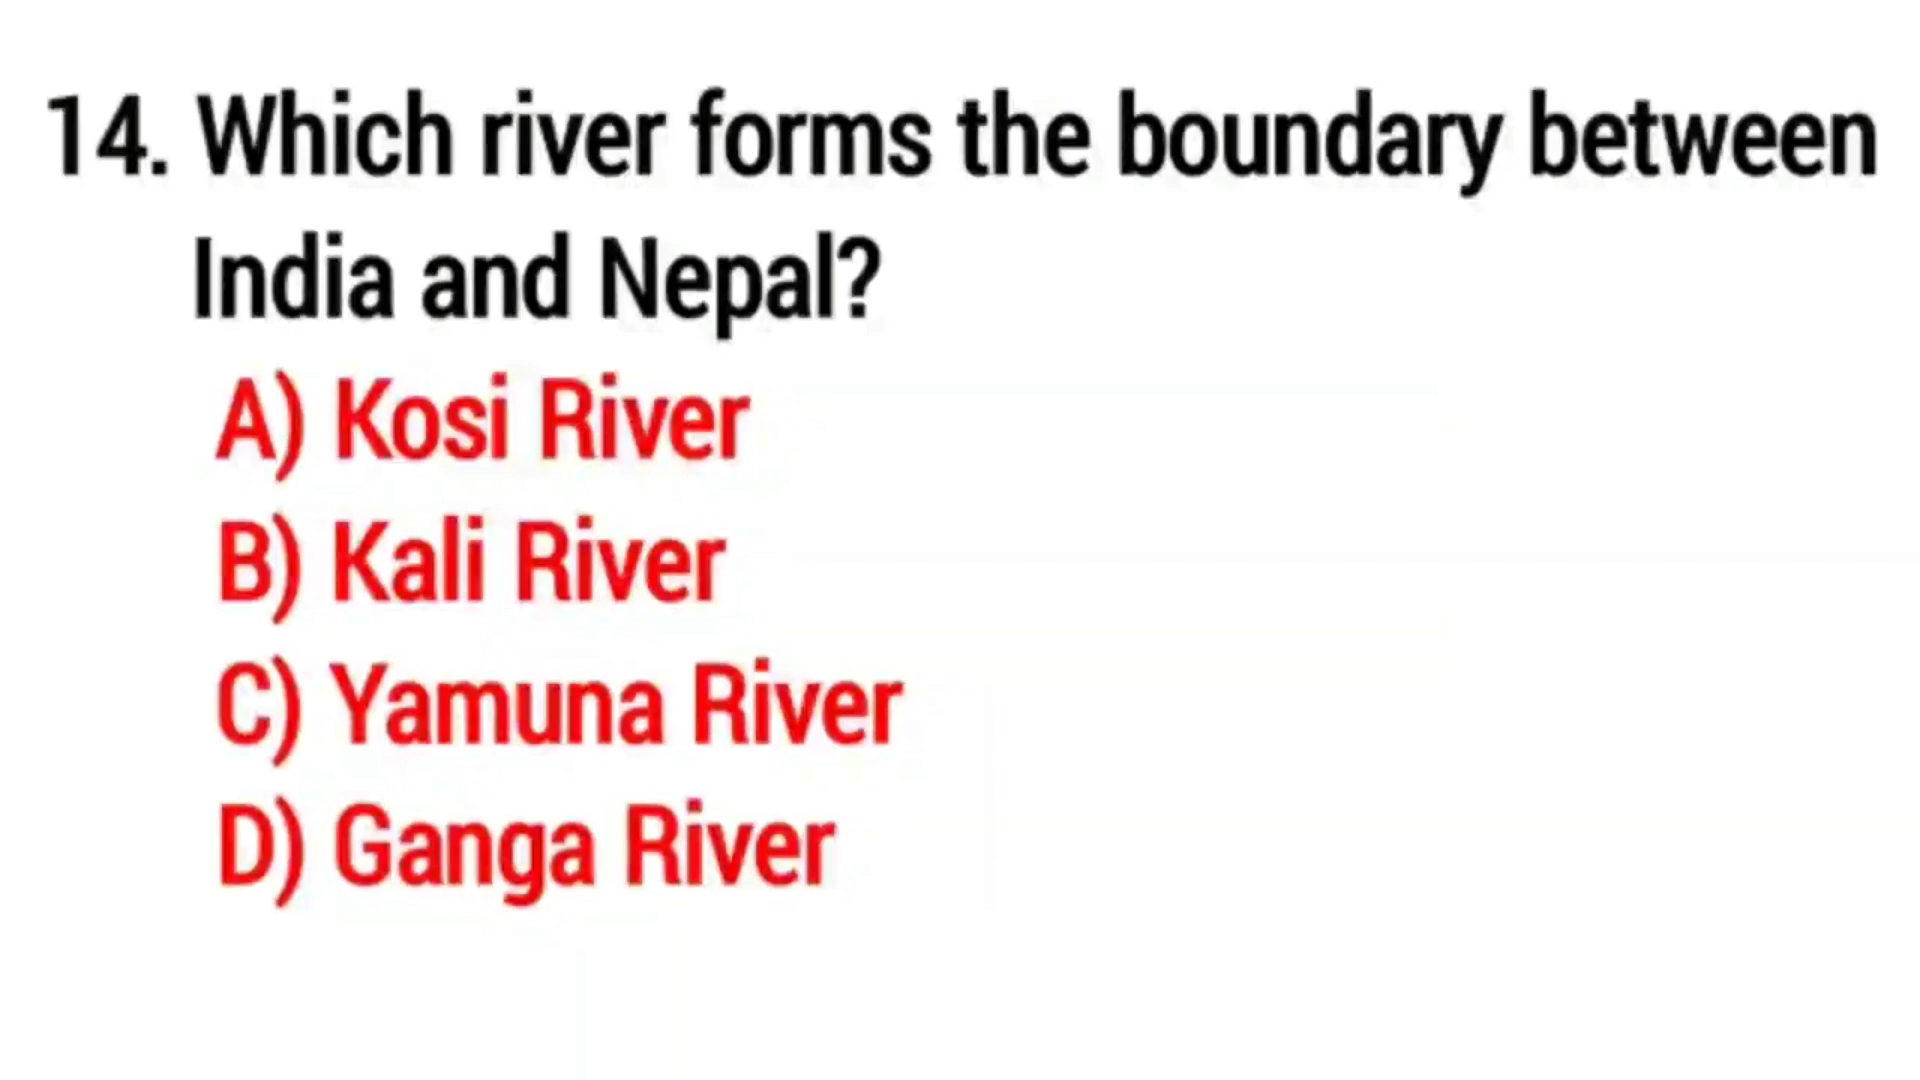 14. Which river forms the boundary between
India and Nepal?
A) Kosi River
B) Kali River
C) Yamuna River
D) Ganga River